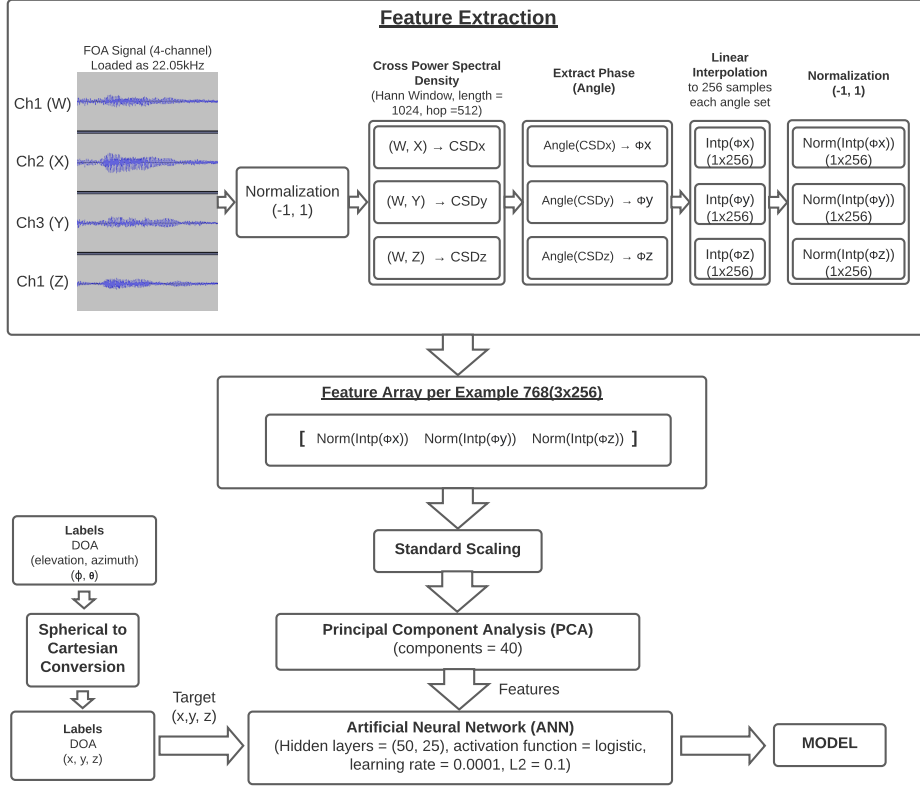 Feature Extraction
FOA Signal (4-channel)
Loaded as 22.05kHz
Ch1 (W)
Ch2 (X)
Ch3 (Y)
Ch1 (Z)
Normalization
(-1, 1)
Cross Power Spectral
Density
(Hann Window, length =
1024, hop =512)
(W, X) → CSDx
(W, Y) → CSDy
(W, Z) → CSDz
Extract Phase
(Angle)
Angle(CSDx) → Φx
Angle(CSDy) → Φy
Angle(CSDz) → Φz
Linear
Interpolation
to 256 samples
each angle set
Intp(Φx)
(1x256)
Intp(Φy)
(1x256)
Intp(Φz)
(1x256)
Normalization
(-1, 1)
Norm(Intp(Φx))
(1x256)
Norm(Intp(Φy))
(1x256)
Norm(Intp(Φz))
(1x256)
Feature Array per Example 768(3x256)
[ Norm(Intp(Φx)) Norm(Intp(Φy)) Norm(Intp(Φz)) ]
Standard Scaling
Principal Component Analysis (PCA)
(components = 40)
Features
Labels
DOA
(elevation, azimuth)
(ϕ, θ)
Spherical to
Cartesian
Conversion
Labels
DOA
(x, y, z)
Target
(x,y, z)
Artificial Neural Network (ANN)
(Hidden layers = (50, 25), activation function = logistic,
learning rate = 0.0001, L2 = 0.1)
MODEL